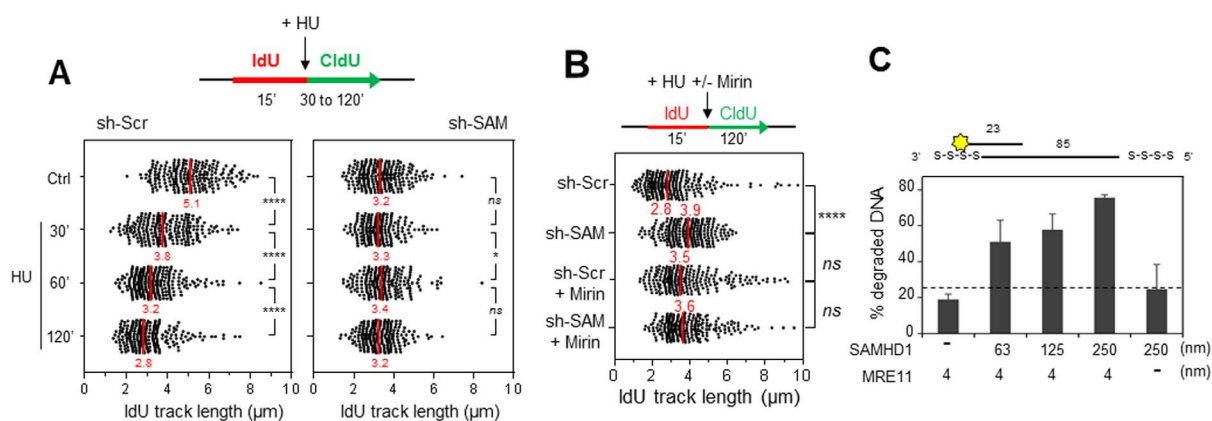 A
+ HU
IdU CldU
15' 30 to 120'
sh-Scr sh-SAM
Ctrl
5.1
****
3.2
ns
HU
30'
3.8
****
3.3
*
60'
3.2
****
3.4
ns
120'
2.8
3.2
0 2 4 6 8 10
0 2 4 6 8 10
IdU track length (µm)
IdU track length (µm)
B
+ HU +/- Mirin
IdU CldU
15' 120'
sh-Scr
2.8 3.9
****
sh-SAM
3.5
ns
sh-Scr
+ Mirin
3.6
ns
sh-SAM
+ Mirin
0 2 4 6 8 10
IdU track length (µm)
C
23
85
3' S-S-S-S S-S-S-S 5'
80
60
40
20
0
% degraded DNA
SAMHD1 - 63 125 250 250 (nm)
MRE11 4 4 4 4 - (nm)